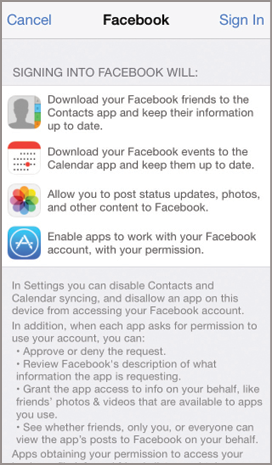 Cancel Facebook Sign In
SIGNING INTO FACEBOOK WILL:
Download your Facebook friends to the
Contacts app and keep their information
up to date.
Download your Facebook events to the
Calendar app and keep them up to date.
Allow you to post status updates, photos,
and other content to Facebook.
Enable apps to work with your Facebook
account, with your permission.
In Settings you can disable Contacts and
Calendar syncing, and disallow an app on this
device from accessing your Facebook account.
In addition, when each app asks for permission to
use your account, you can:
• Approve or deny the request.
• Review Facebook's description of what
information the app is requesting.
• Grant the app access to info on your behalf, like
friends' photos & videos that are available to apps
you use.
• See whether friends, only you, or everyone can
view the app's posts to Facebook on your behalf.
Apps obtaining your permission to access your